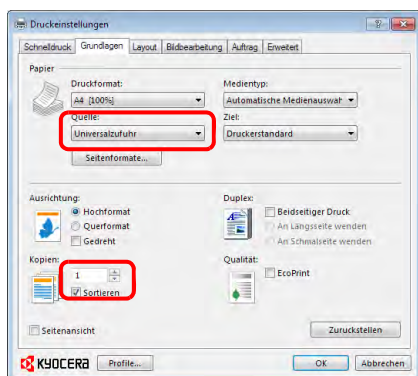 Druckeinstellungen
Schnelldruck Grundlagen Layout Bildbearbeitung Auftrag Erweitert
Papier
Druckformat: Medientyp:
A4 [100%] Automatische Medienauswahl
Quelle: Ziel:
Universalzufuhr Druckerstandard
Seitenformate...
Ausrichtung: Duplex:
Hochformat Beidseitiger Druck
Querformat An Längsseite wenden
Gedreht An Schmalseite wenden
Kopien: Qualität:
1 EcoPrint
Sortieren
Seitenansicht Zurückstellen
KYOCERA Profile... OK Abbrechen